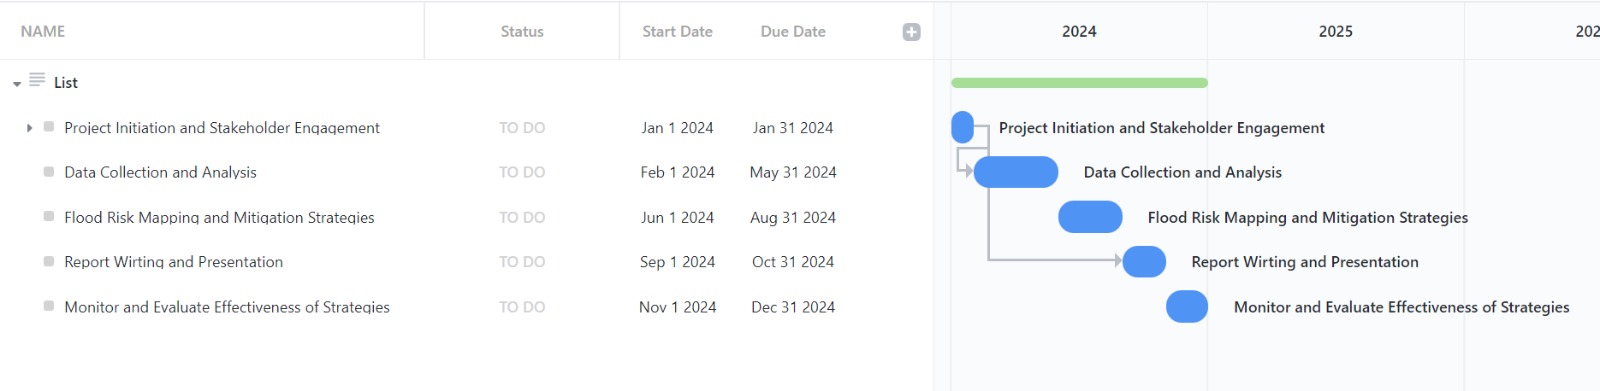 NAME Status Start Date Due Date 2024 2025 202
List
Project Initiation and Stakeholder Engagement TO DO Jan 1 2024 Jan 31 2024 Project Initiation and Stakeholder Engagement
Data Collection and Analysis TO DO Feb 1 2024 May 31 2024 Data Collection and Analysis
Flood Risk Mapping and Mitigation Strategies TO DO Jun 1 2024 Aug 31 2024 Flood Risk Mapping and Mitigation Strategies
Report Wirting and Presentation TO DO Sep 1 2024 Oct 31 2024 Report Wirting and Presentation
Monitor and Evaluate Effectiveness of Strategies TO DO Nov 1 2024 Dec 31 2024 Monitor and Evaluate Effectiveness of Strategies